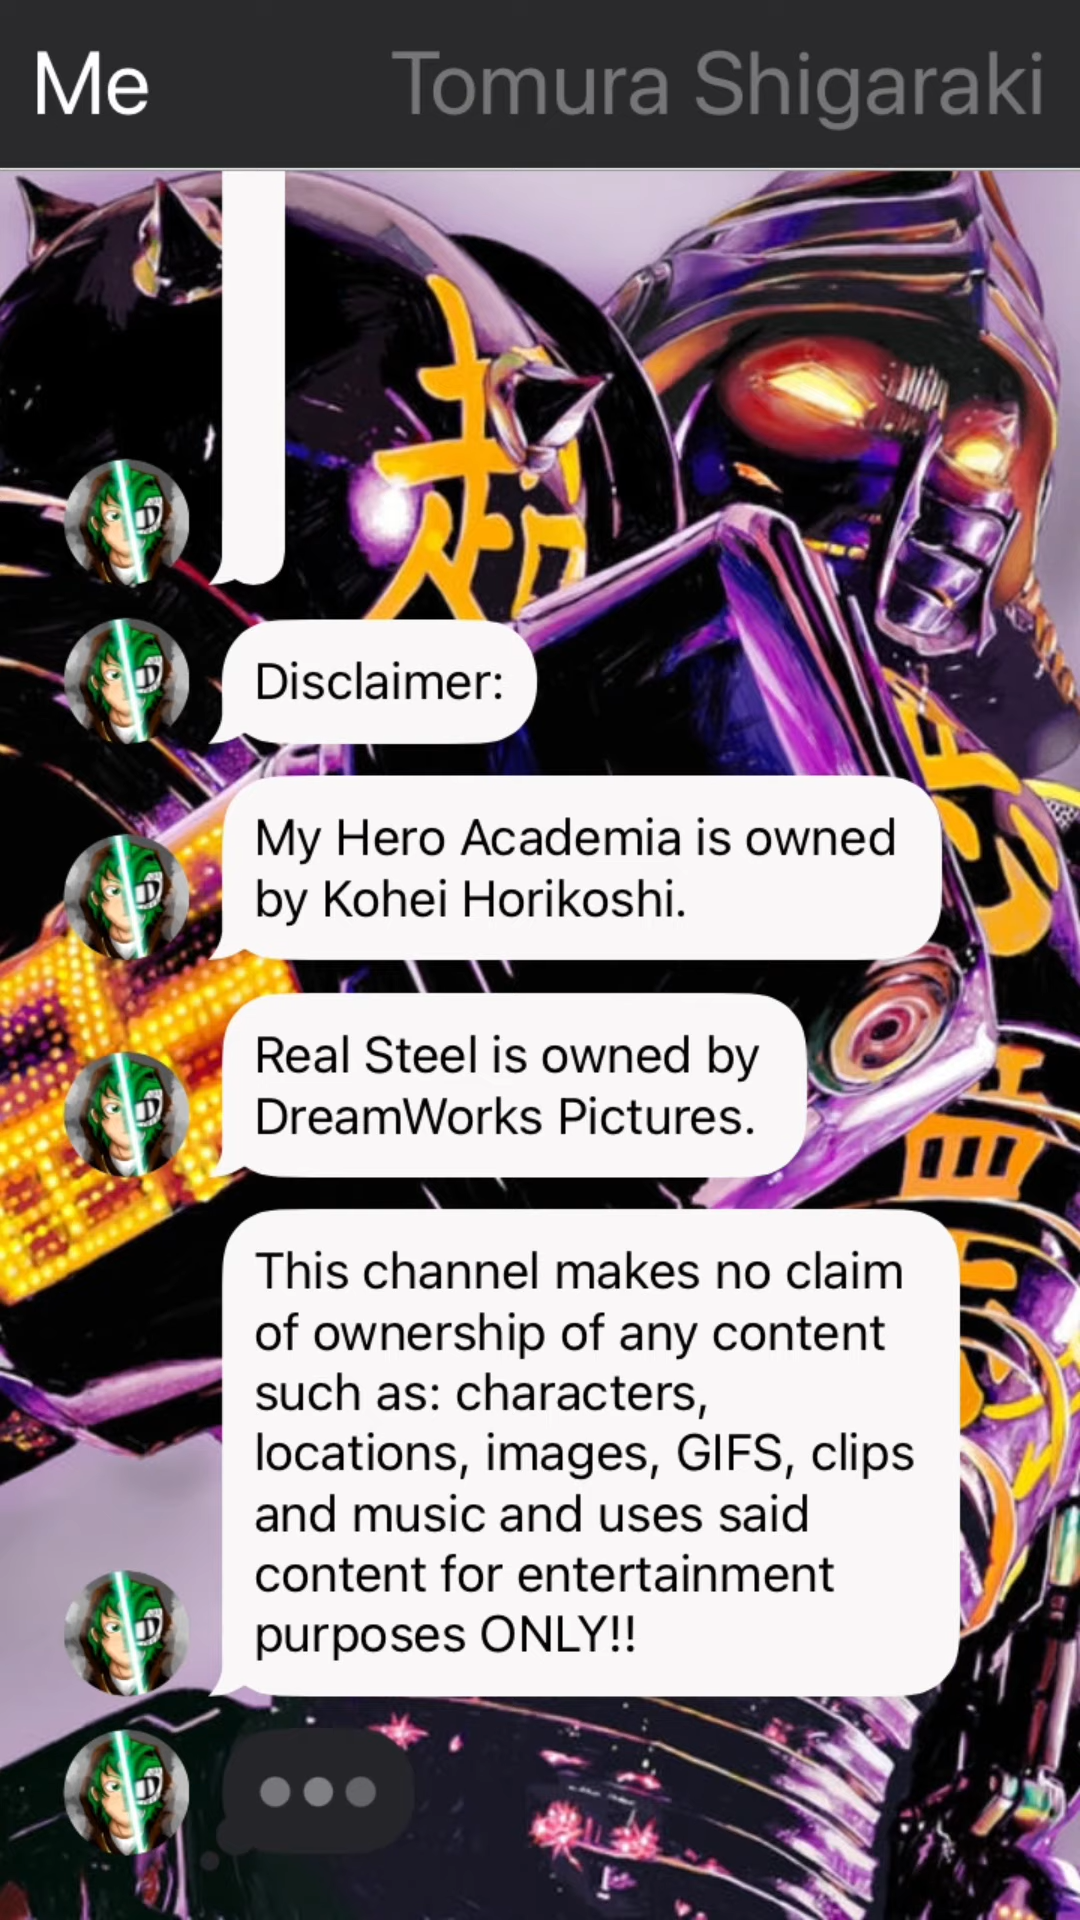 Me
Tomura Shigaraki
超
Disclaimer:
My Hero Academia is owned
by Kohei Horikoshi.
Real Steel is owned by
DreamWorks Pictures.
This channel makes no claim
of ownership of any content
such as: characters,
locations, images, GIFS, clips
and music and uses said
content for entertainment
purposes ONLY!!